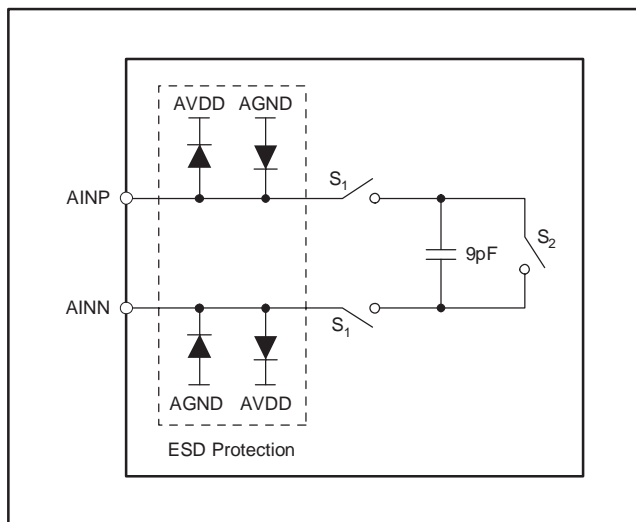 AVDD AGND
S1
AINP
S2
9pF
AINN
S1
AGND AVDD
ESD Protection